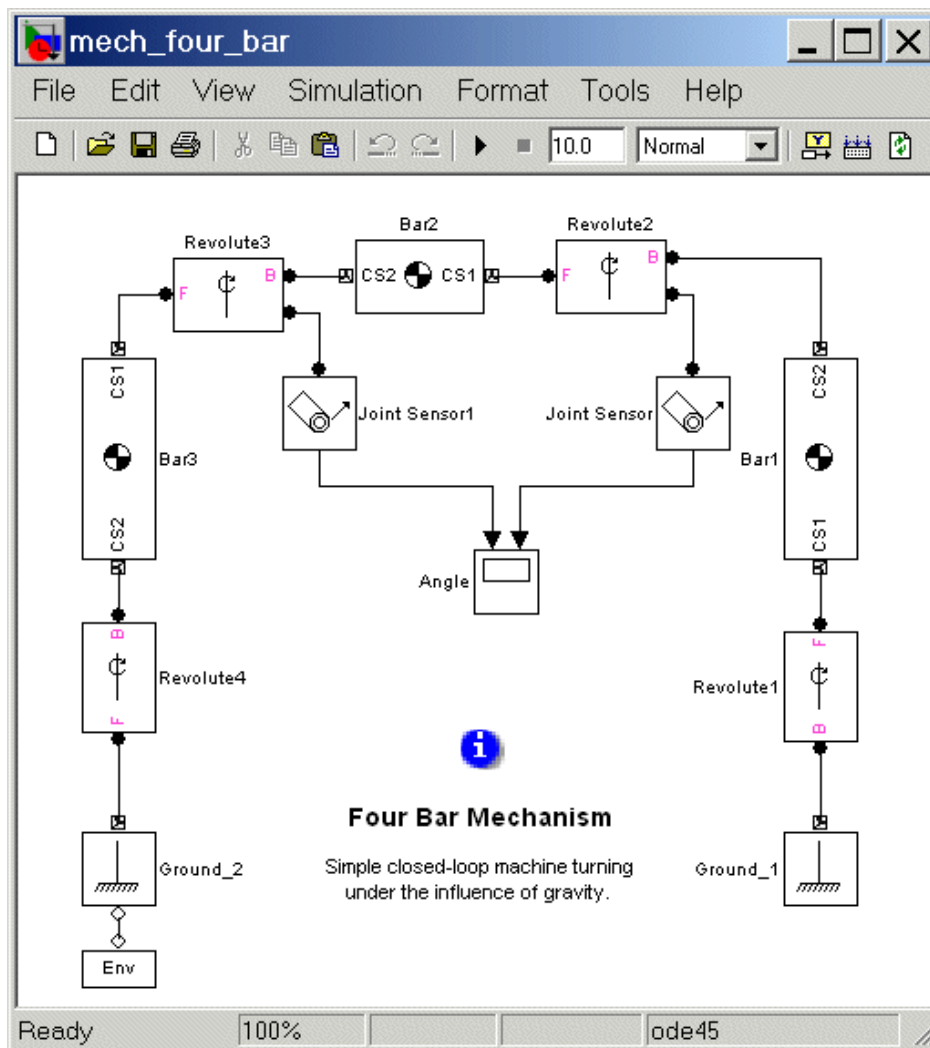 mech_four_bar
File Edit View Simulation Format Tools Help
10.0 Normal
Bar2
Revolute3
Revolute2
B
F
CS2 CS1
B
F
CS1
CS2
Joint Sensor1
Joint Sensor
Bar3
Bar1
CS2
CS1
Angle
B
F
Revolute4
Revolute1
F
B
i
Four Bar Mechanism
Simple closed-loop machine turning
under the influence of gravity.
Ground_2
Ground_1
Env
Ready 100% ode45